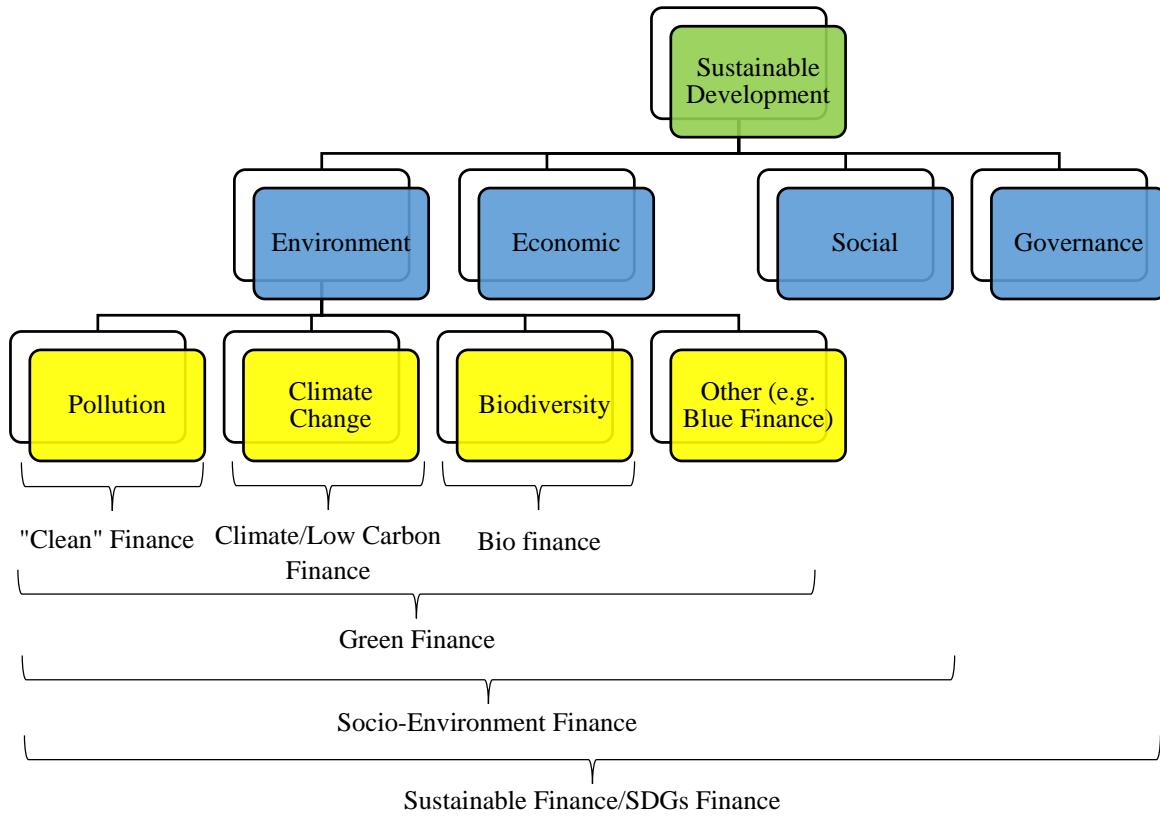 Sustainable
Development
Environment
Economic
Social
Governance
Pollution
Climate
Change
Biodiversity
Other (e.g.
Blue Finance)
"Clean" Finance
Climate/Low Carbon
Finance
Bio finance
Green Finance
Socio-Environment Finance
Sustainable Finance/SDGs Finance